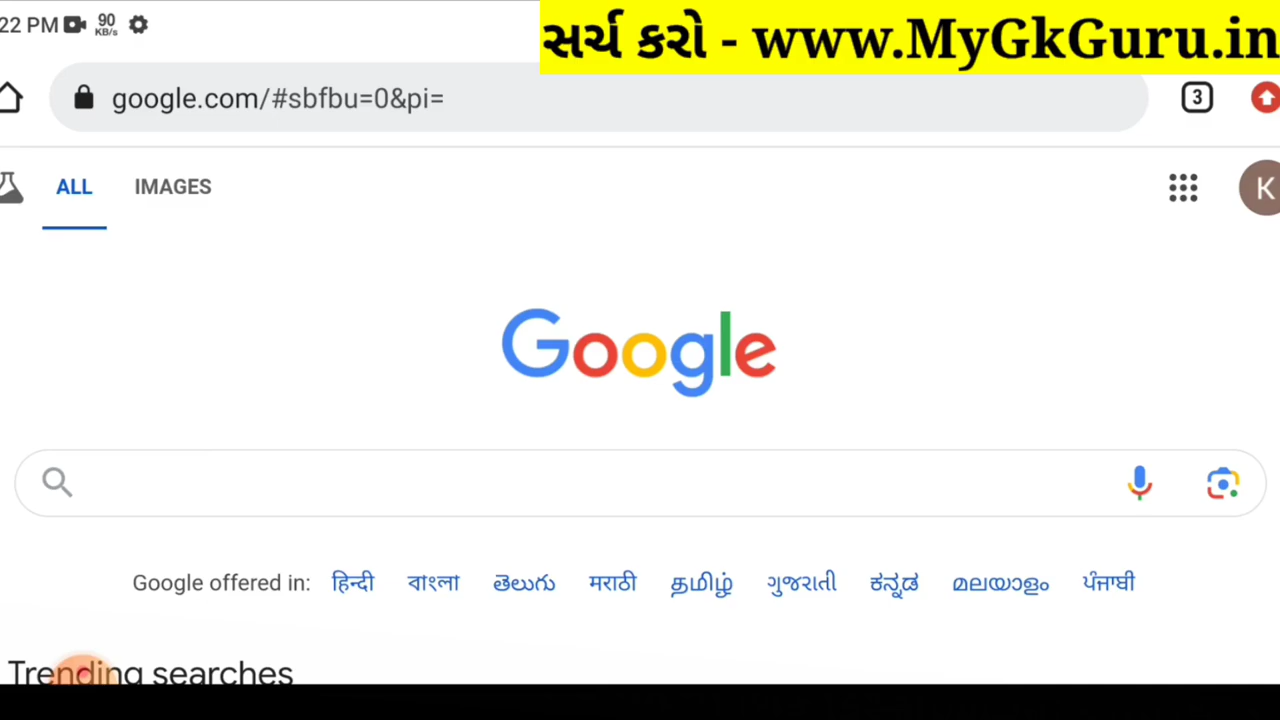 22 PM 90 KB/s
સર્ચ કરો - www.MyGkGuru.in
google.com/#sbfbu=0&pi=
3
ALL IMAGES
K
Google
Google offered in: हिन्दी বাংলা తెలుగు मराठी தமிழ் ગુજરાતી ಕನ್ನಡ മലയാളം ਪੰਜਾਬੀ
Trending searches